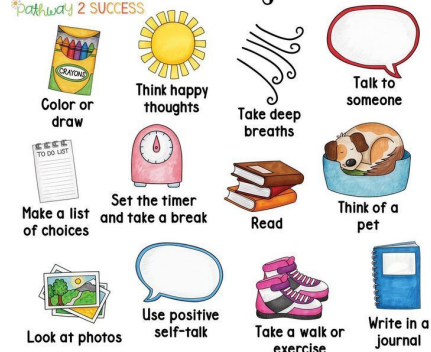 Pathway 2 SUCCESS
CRAYONS
Color or
draw
Think happy
thoughts
Take deep
breaths
Talk to
someone
TO DO LIST
Make a list
of choices
Set the timer
and take a break
Read
Think of a
pet
Look at photos
Use positive
self-talk
Take a walk or
exercise
Write in a
journal